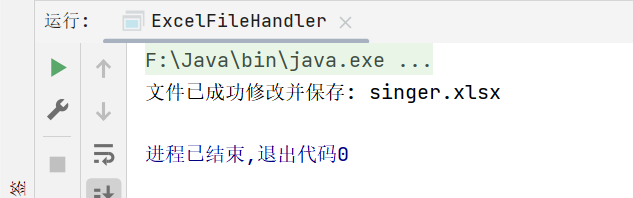 运行: ExcelFileHandler
F:\Java\bin\java.exe ...
文件已成功修改并保存: singer.xlsx
进程已结束,退出代码0
签